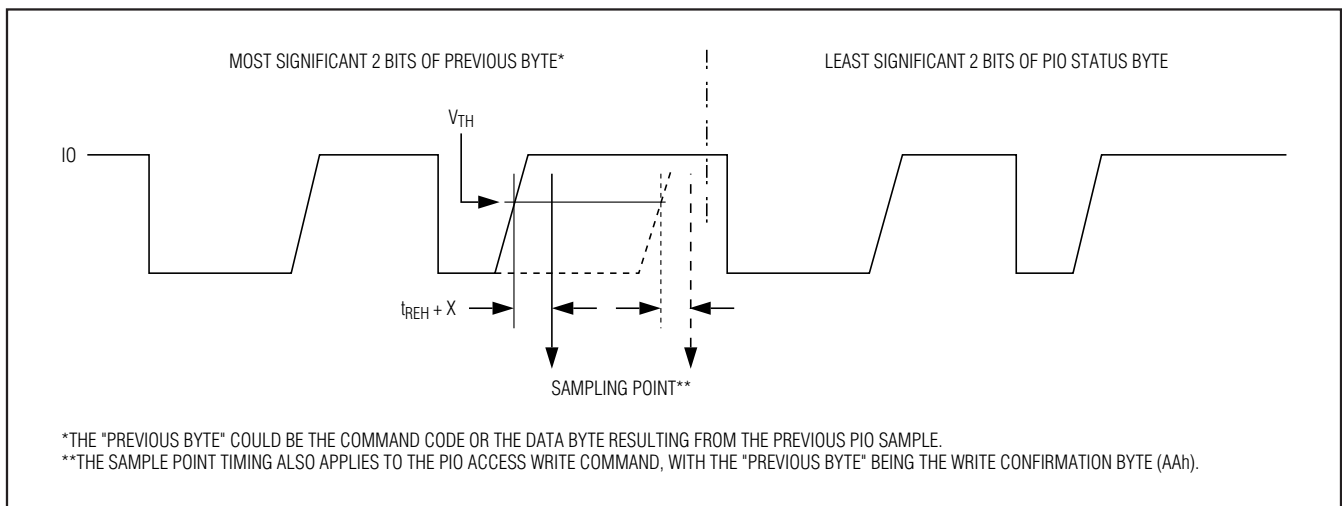 MOST SIGNIFICANT 2 BITS OF PREVIOUS BYTE*
LEAST SIGNIFICANT 2 BITS OF PIO STATUS BYTE
VTH
IO
tREH + X
SAMPLING POINT**
*THE "PREVIOUS BYTE" COULD BE THE COMMAND CODE OR THE DATA BYTE RESULTING FROM THE PREVIOUS PIO SAMPLE.
**THE SAMPLE POINT TIMING ALSO APPLIES TO THE PIO ACCESS WRITE COMMAND, WITH THE "PREVIOUS BYTE" BEING THE WRITE CONFIRMATION BYTE (AAh).